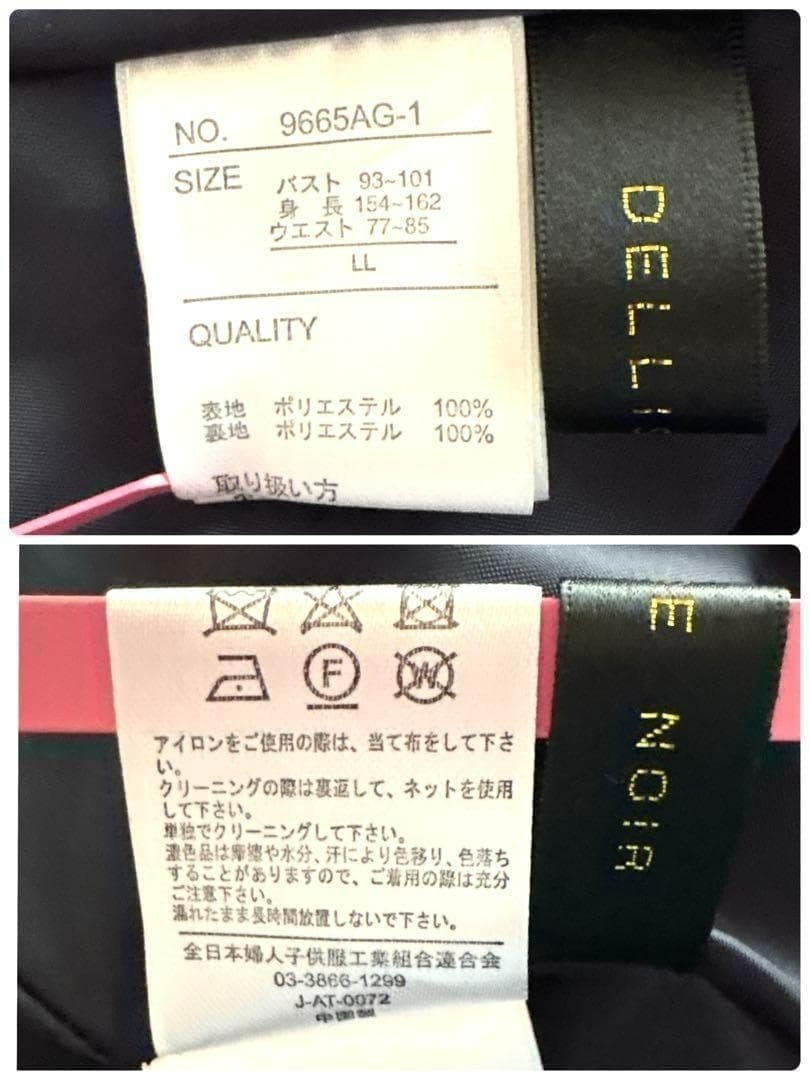 NO. 9665AG-1
SIZE バスト 93~101
身 長 154~162
ウエスト 77~85
LL
QUALITY
表地 ポリエステル 100%
裏地 ポリエステル 100%
取り扱い方
DELLI
F
W
アイロンをご使用の際は、当て布をして下さ
い。
クリーニングの際は裏返して、ネットを使用
して下さい。
単独でクリーニングして下さい。
濃色品は摩擦や水分、汗により色移り、色落ち
することがありますので、ご着用の際は充分
ご注意下さい。
濡れたまま長時間放置しないで下さい。
全日本婦人子供服工業組合連合会
03-3866-1299
J-AT-0072
中国製
E NOIR